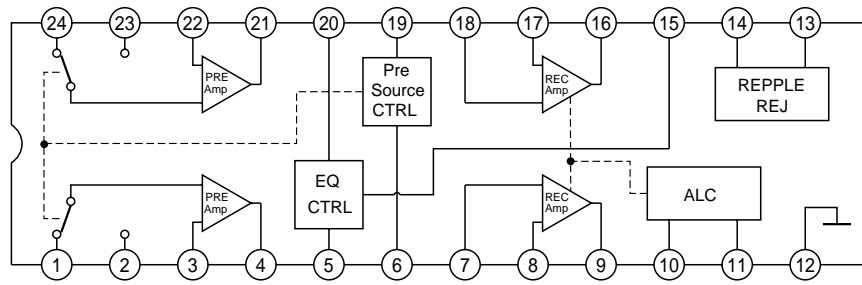 24 23 22 21 20 19 18 17 16 15 14 13
PRE
Amp
Pre
Source
CTRL
REC
Amp
REPPLE
REJ
PRE
Amp
EQ
CTRL
REC
Amp
ALC
1 2 3 4 5 6 7 8 9 10 11 12